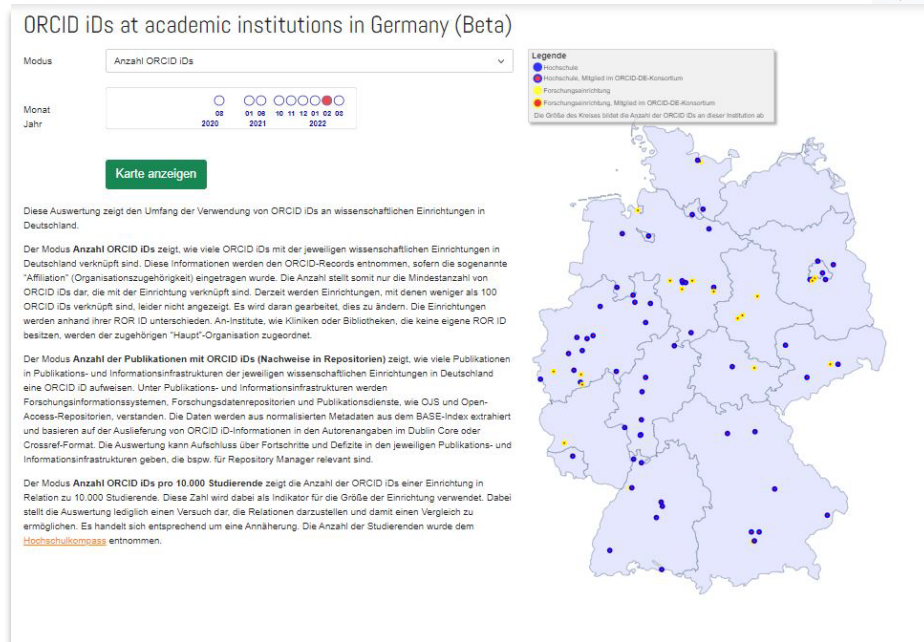 ORCID iDs at academic institutions in Germany (Beta)
Modus
Anzahl ORCID iDs
Monat
Jahr
08 01 06 10 11 12 01 02 03
2020 2021 2022
Karte anzeigen
Diese Auswertung zeigt den Umfang der Verwendung von ORCID iDs an wissenschaftlichen Einrichtungen in
Deutschland.
Der Modus Anzahl ORCID iDs zeigt, wie viele ORCID iDs mit der jeweiligen wissenschaftlichen Einrichtungen in
Deutschland verknüpft sind. Diese Informationen werden den ORCID-Records entnommen, sofern die sogenannte
"Affiliation" (Organisationszugehörigkeit) eingetragen wurde. Die Anzahl stellt somit nur die Mindestanzahl von
ORCID iDs dar, die mit der Einrichtung verknüpft sind. Derzeit werden Einrichtungen, mit denen weniger als 100
ORCID iDs verknüpft sind, leider nicht angezeigt. Es wird daran gearbeitet, dies zu ändern. Die Einrichtungen
werden anhand ihrer ROR ID unterschieden. An-Institute, wie Kliniken oder Bibliotheken, die keine eigene ROR ID
besitzen, werden der zugehörigen "Haupt"-Organisation zugeordnet.
Der Modus Anzahl der Publikationen mit ORCID iDs (Nachweise in Repositorien) zeigt, wie viele Publikationen
in Publikations- und Informationsinfrastrukturen der jeweiligen wissenschaftlichen Einrichtungen in Deutschland
eine ORCID iD aufweisen. Unter Publikations- und Informationsinfrastrukturen werden
Forschungsinformationssystemen, Forschungsdatenrepositorien und Publikationsdienste, wie OJS und Open-
Access-Repositorien, verstanden. Die Daten werden aus normalisierten Metadaten aus dem BASE-Index extrahiert
und basieren auf der Auslieferung von ORCID iD-Informationen in den Autorenangaben im Dublin Core oder
Crossref-Format. Die Auswertung kann Aufschluss über Fortschritte und Defizite in den jeweiligen Publikations- und
Informationsinfrastrukturen geben, die bspw. für Repository Manager relevant sind.
Der Modus Anzahl ORCID iDs pro 10.000 Studierende zeigt die Anzahl der ORCID iDs einer Einrichtung in
Relation zu 10.000 Studierende. Diese Zahl wird dabei als Indikator für die Größe der Einrichtung verwendet. Dabei
stellt die Auswertung lediglich einen Versuch dar, die Relationen darzustellen und damit einen Vergleich zu
ermöglichen. Es handelt sich entsprechend um eine Annäherung. Die Anzahl der Studierenden wurde dem
Hochschulkompass entnommen.
Legende
Hochschule
Hochschule, Mitglied im ORCID-DE-Konsortium
Forschungseinrichtung
Forschungseinrichtung, Mitglied im ORCID-DE-Konsortium
Die Größe des Kreises bildet die Anzahl der ORCID iDs an dieser Institution ab